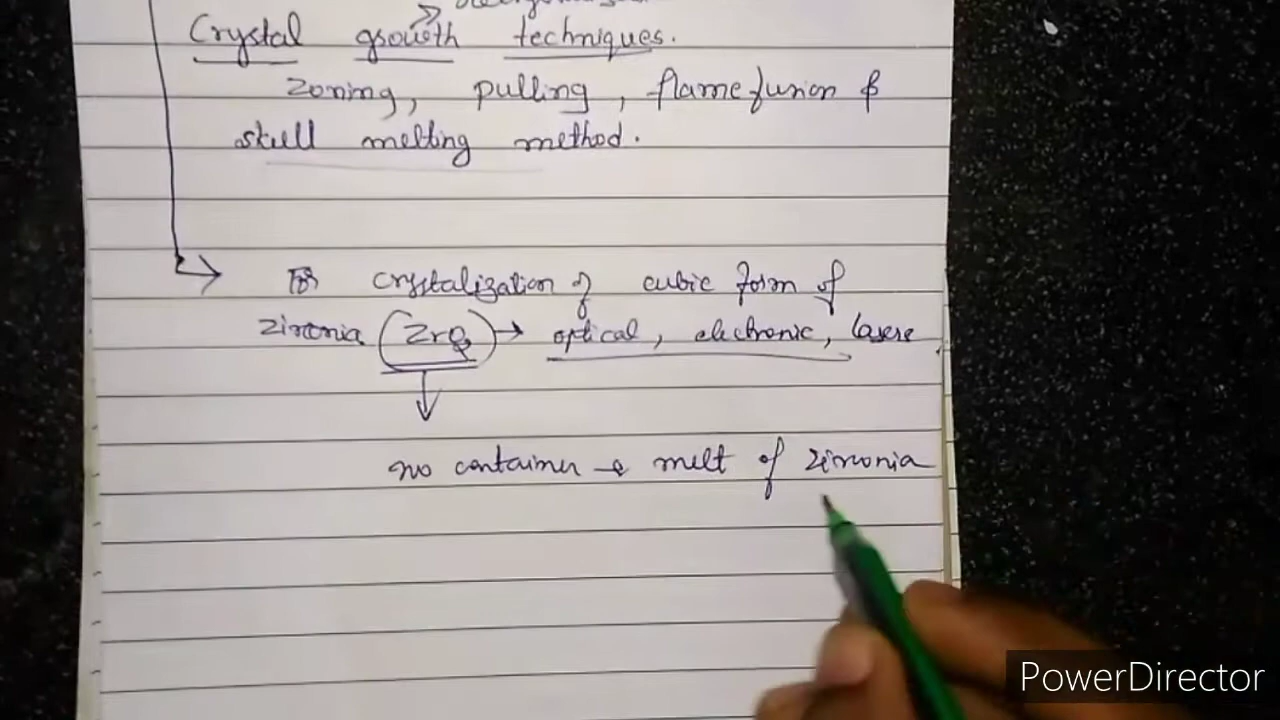 Crystal growth techniques.
Zoning, pulling, flame fusion &
skull melting method.
For crystalization of cubic form of
Zirconia (ZrO2) → optical, electronic, lasers,
no container → melt of zirconia
PowerDirector